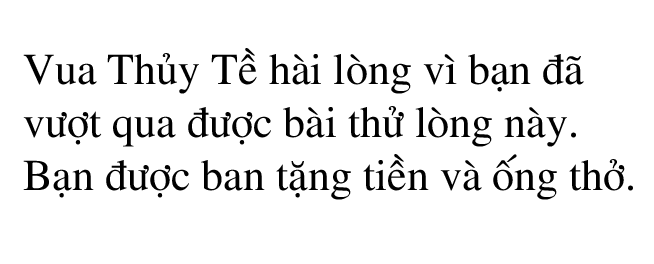 Vua Thủy Tề hài lòng vì bạn đã
vượt qua được bài thử lòng này.
Bạn được ban tặng tiền và ống thở.